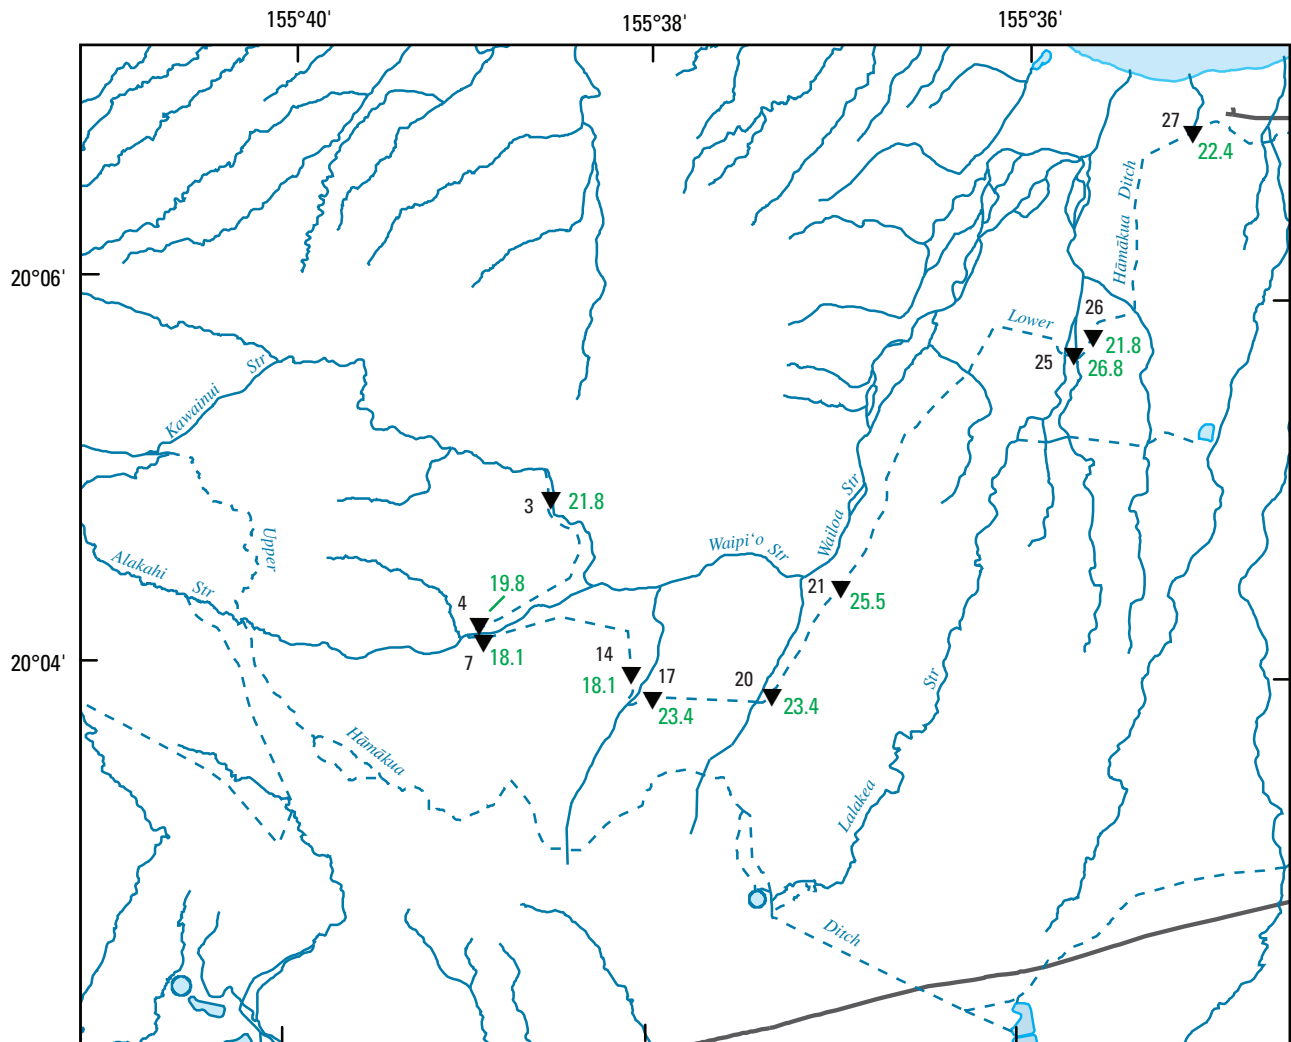 155°40'
155°38'
155°36'
27
22.4
Hāmākua Ditch
20°06'
26
Lower
21.8
25
26.8
Kawainui Str
3
21.8
Upper
Waipi‘o Str
Wailoa Str
Alakahi Str
19.8
4
21
25.5
7
18.1
14
18.1
17
23.4
20
23.4
20°04'
Str
Hāmākua
Lalakea
Ditch